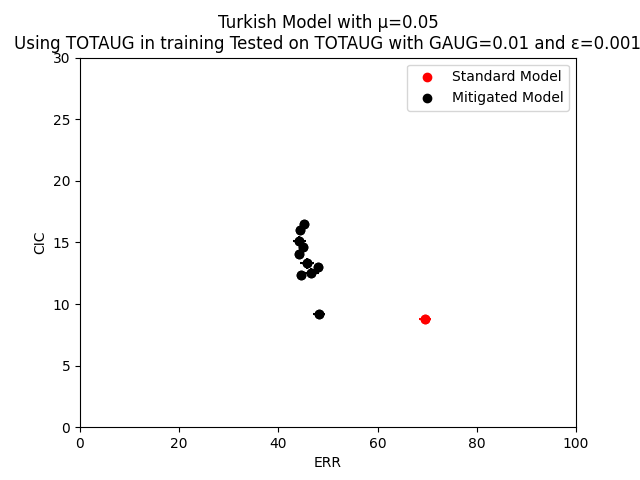 Turkish Model with μ=0.05
Using TOTAUG in training Tested on TOTAUG with GAUG=0.01 and ε=0.001
Standard Model
Mitigated Model
30
25
20
15
10
5
0
CIC
0 20 40 60 80 100
ERR